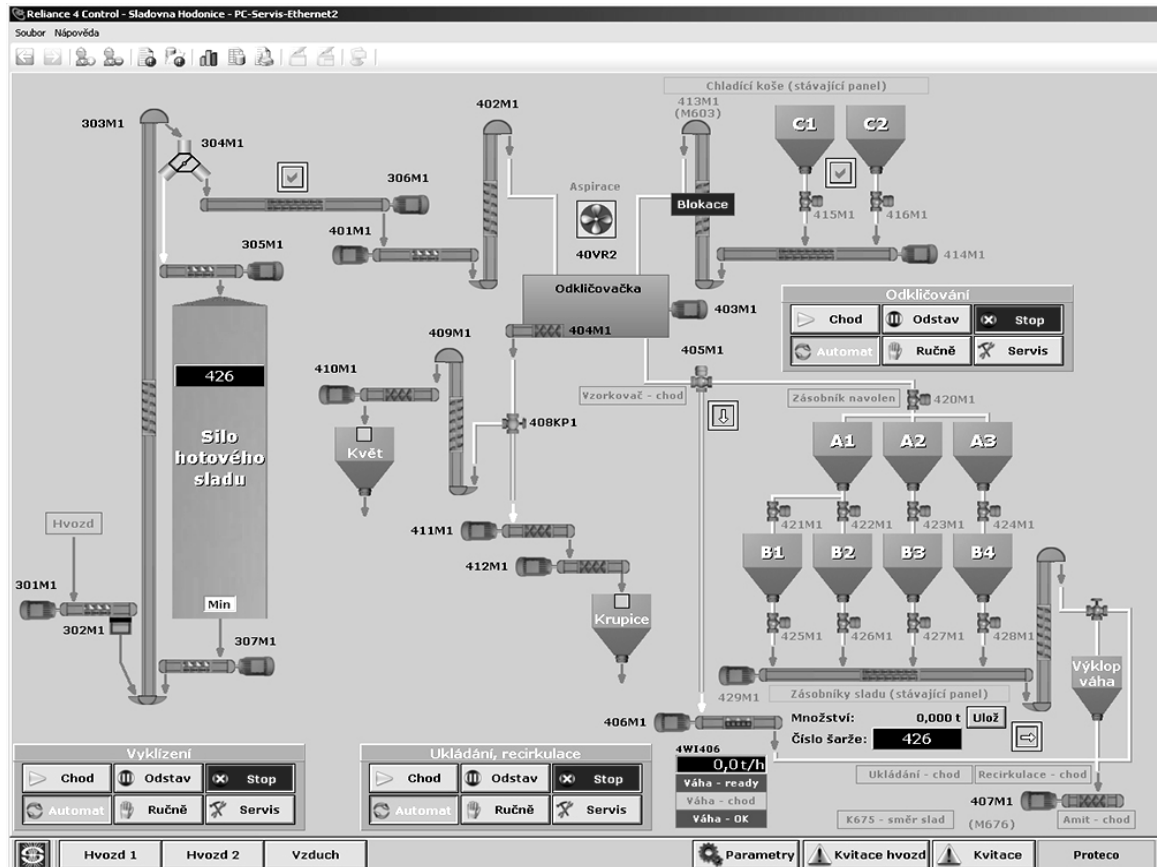 Reliance 4 Control - Sladovna Hodonice - PC-Servis-Ethernet2
Soubor Nápověda
Chladící koše (stávající panel)
303M1
304M1
306M1
402M1
413M1
(M603)
C1
C2
Aspirace
Blokace
415M1
416M1
401M1
305M1
40VR2
414M1
Odkličovačka
403M1
404M1
Odkličování
Chod
Odstav
Stop
Automat
Ručně
Servis
409M1
405M1
410M1
426
Vzorkovač - chod
Zásobník navolen
420M1
408KP1
Silo
hotového
sladu
Květ
A1
A2
A3
Hvozd
411M1
421M1
422M1
423M1
424M1
412M1
B1
B2
B3
B4
301M1
302M1
Min
307M1
Krupice
425M1
426M1
427M1
428M1
Výklop
váha
429M1
Zásobníky sladu (stávající panel)
406M1
Množství:
0,000 t
Ulož
Číslo šarže:
426
Vyklízení
Chod
Odstav
Stop
Automat
Ručně
Servis
Ukládání, recirkulace
Chod
Odstav
Stop
Automat
Ručně
Servis
4WI406
0,0t/h
Váha - ready
Váha - chod
Váha - OK
Ukládání - chod
Recirkulace - chod
407M1
(M676)
K675 - směr slad
Amit - chod
Hvozd 1
Hvozd 2
Vzduch
Parametry
Kvitace hvozd
Kvitace
Proteco